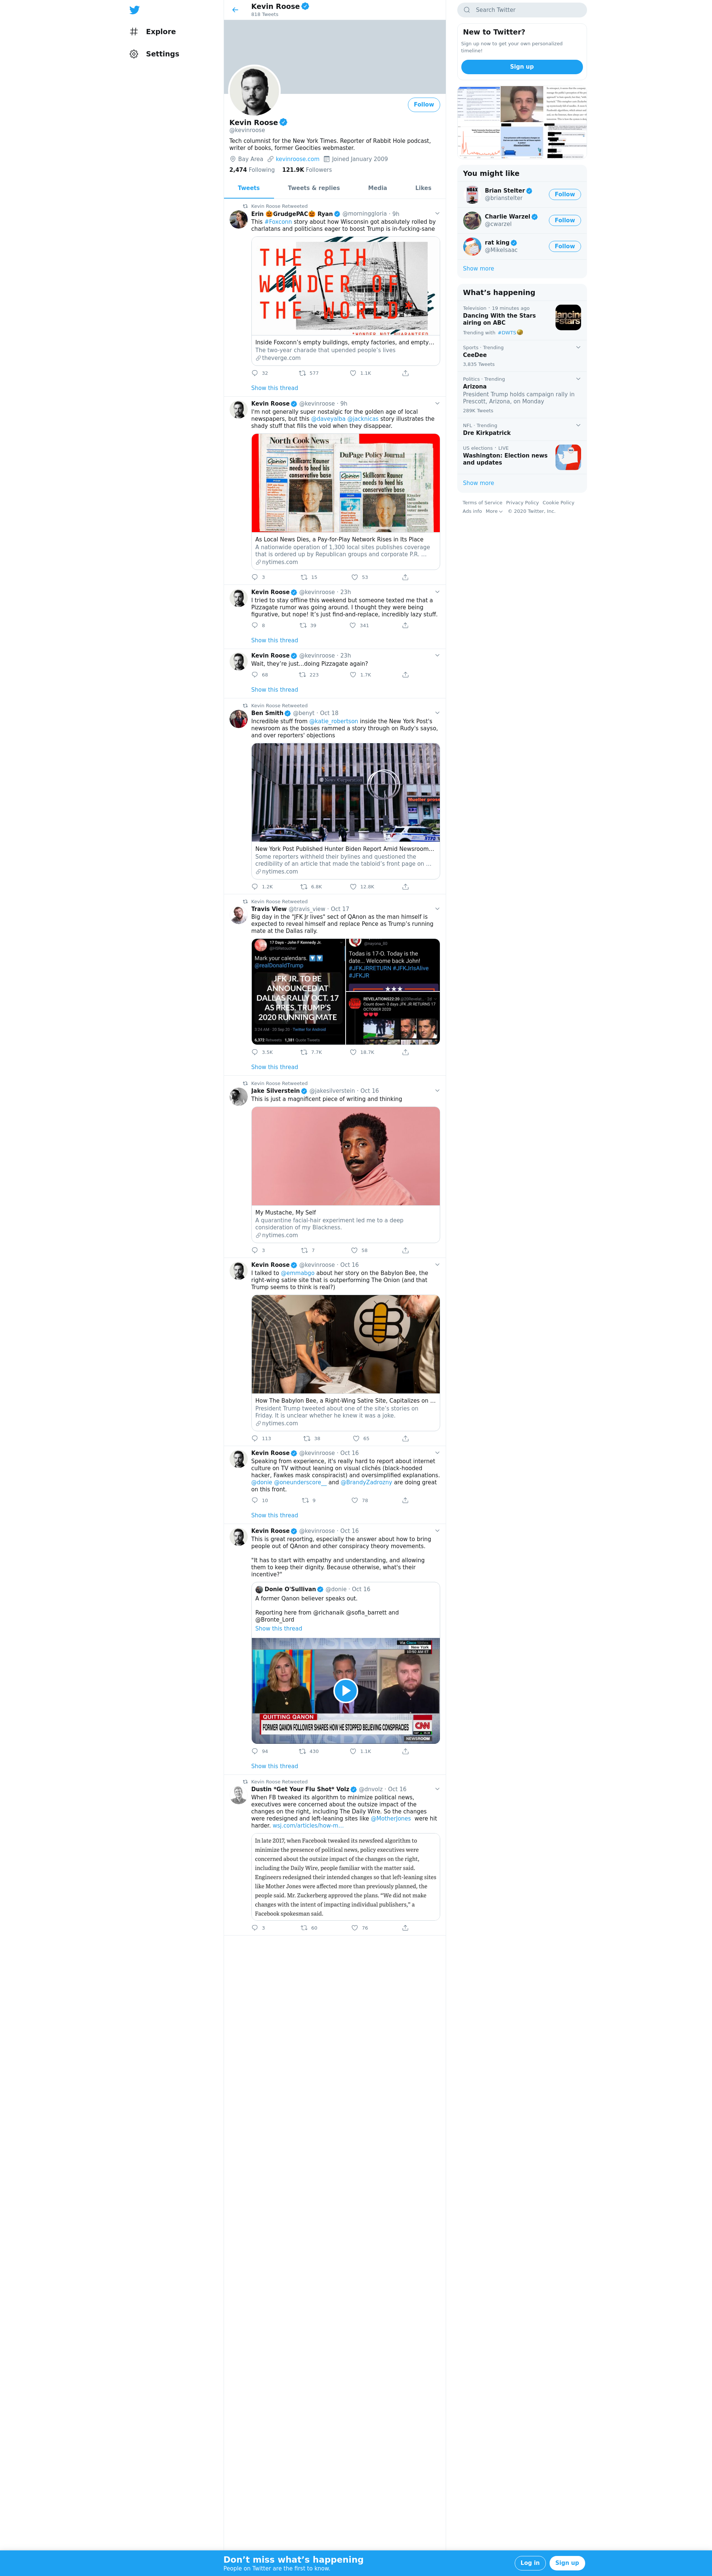 Explore
Settings
Kevin Roose
819 Tweets
Follow
Kevin Roose
@kevinroose
Tech columnist for the New York Times. Reporter of Rabbit Hole podcast,
writer of books, former Geocities webmaster.
Bay Area kevinroose.com Joined January 2009
2,474 Following 121.9K Followers
Tweets Tweets & replies Media Likes
Kevin Roose Retweeted
Erin 🎃GrudgePAC🎃 Ryan @morninggloria · 9h
This #Foxconn story about how Wisconsin got absolutely rolled by
charlatans and politicians eager to boost Trump is in-fucking-sane
THE 8TH
WONDER OF
THE WORLD*
*WONDER NOT GUARANTEED
Inside Foxconn’s empty buildings, empty factories, and empty…
The two-year charade that upended people’s lives
theverge.com
32 577 1.1K
Show this thread
Kevin Roose @kevinroose · 9h
I'm not generally super nostalgic for the golden age of local
newspapers, but this @daveyalba @jacknicas story illustrates the
shady stuff that fills the void when they disappear.
North Cook News
DuPage Policy Journal
Opinion
Skillicorn: Rauner
needs to heed his
conservative base
Opinion
Skillicorn: Rauner
needs to heed his
conservative base
As Local News Dies, a Pay-for-Play Network Rises in Its Place
A nationwide operation of 1,300 local sites publishes coverage
that is ordered up by Republican groups and corporate P.R. …
nytimes.com
3 15 53
Kevin Roose @kevinroose · 23h
I tried to stay offline this weekend but someone texted me that a
Pizzagate rumor was going around. I thought they were being
figurative, but nope! It’s just find-and-replace, incredibly lazy stuff.
8 39 341
Show this thread
Kevin Roose @kevinroose · 23h
Wait, they’re just...doing Pizzagate again?
68 223 1.7K
Show this thread
Kevin Roose Retweeted
Ben Smith @benyt · Oct 18
Incredible stuff from @katie_robertson inside the New York Post's
newsroom as the bosses rammed a story through on Rudy's sayso,
and over reporters' objections
New York Post Published Hunter Biden Report Amid Newsroom…
Some reporters withheld their bylines and questioned the
credibility of an article that made the tabloid’s front page on …
nytimes.com
1.2K 6.8K 12.8K
Kevin Roose Retweeted
Travis View @travis_view · Oct 17
Big day in the "JFK Jr lives" sect of QAnon as the man himself is
expected to reveal himself and replace Pence as Trump’s running
mate at the Dallas rally.
17 Days - John F Kennedy Jr.
Mark your calendars.
@realDonaldTrump
JFK JR. TO BE
ANNOUNCED AT
DALLAS RALLY OCT. 17
AS PRES. TRUMP'S
2020 RUNNING MATE
6,372 Retweets 1,581 Quote Tweets
Todas is 17-0. Today is the
date... Welcome back John!
#JFKJRRETURN #JFKJrIsAlive
#JFKJR
3.5K 7.7K 18.7K
Show this thread
Kevin Roose Retweeted
Jake Silverstein @jakesilverstein · Oct 16
This is just a magnificent piece of writing and thinking
My Mustache, My Self
A quarantine facial-hair experiment led me to a deep
consideration of my Blackness.
nytimes.com
3 7 58
Kevin Roose @kevinroose · Oct 16
I talked to @emmabgo about her story on the Babylon Bee, the
right-wing satire site that is outperforming The Onion (and that
Trump seems to think is real?)
How The Babylon Bee, a Right-Wing Satire Site, Capitalizes on …
President Trump tweeted about one of the site’s stories on
Friday. It is unclear whether he knew it was a joke.
nytimes.com
113 38 65
Kevin Roose @kevinroose · Oct 16
Speaking from experience, it’s really hard to report about internet
culture on TV without leaning on visual clichés (black-hooded
hacker, Fawkes mask conspiracist) and oversimplified explanations.
@donie @oneunderscore__ and @BrandyZadrozny are doing great
on this front.
10 9 78
Show this thread
Kevin Roose @kevinroose · Oct 16
This is great reporting, especially the answer about how to bring
people out of QAnon and other conspiracy theory movements.
"It has to start with empathy and understanding, and allowing
them to keep their dignity. Because otherwise, what's their
incentive?"
Donie O'Sullivan @donie · Oct 16
A former Qanon believer speaks out.
Reporting here from @richanaik @sofia_barrett and
@Bronte_Lord
Show this thread
Via Cisco Webex
New York
QUITTING QANON
FORMER QANON FOLLOWER SHARES HOW HE STOPPED BELIEVING CONSPIRACIES
CNN
NEWSROOM
94 430 1.1K
Show this thread
Kevin Roose Retweeted
Dustin *Get Your Flu Shot* Volz @dnvolz · Oct 16
When FB tweaked its algorithm to minimize political news,
executives were concerned about the outsize impact of the
changes on the right, including The Daily Wire. So the changes
were redesigned and left-leaning sites like @MotherJones were hit
harder. wsj.com/articles/how-m…
In late 2017, when Facebook tweaked its newsfeed algorithm to
minimize the presence of political news, policy executives were
concerned about the outsize impact of the changes on the right,
including the Daily Wire, people familiar with the matter said.
Engineers redesigned their intended changes so that left-leaning sites
like Mother Jones were affected more than previously planned, the
people said. Mr. Zuckerberg approved the plans. “We did not make
changes with the intent of impacting individual publishers,” a
Facebook spokesman said.
3 60 76
Search Twitter
New to Twitter?
Sign up now to get your own personalized
timeline!
Sign up
You might like
Brian Stelter
@brianstelter
Follow
Charlie Warzel
@cwarzel
Follow
rat king
@MikeIsaac
Follow
Show more
What’s happening
Television · 19 minutes ago
Dancing With the Stars
airing on ABC
Trending with #DWTS
Sports · Trending
CeeDee
3,835 Tweets
Politics · Trending
Arizona
President Trump holds campaign rally in
Prescott, Arizona, on Monday
289K Tweets
NFL · Trending
Dre Kirkpatrick
US elections · LIVE
Washington: Election news
and updates
Show more
Terms of Service Privacy Policy Cookie Policy
Ads info More © 2020 Twitter, Inc.
Don’t miss what’s happening
People on Twitter are the first to know.
Log in
Sign up